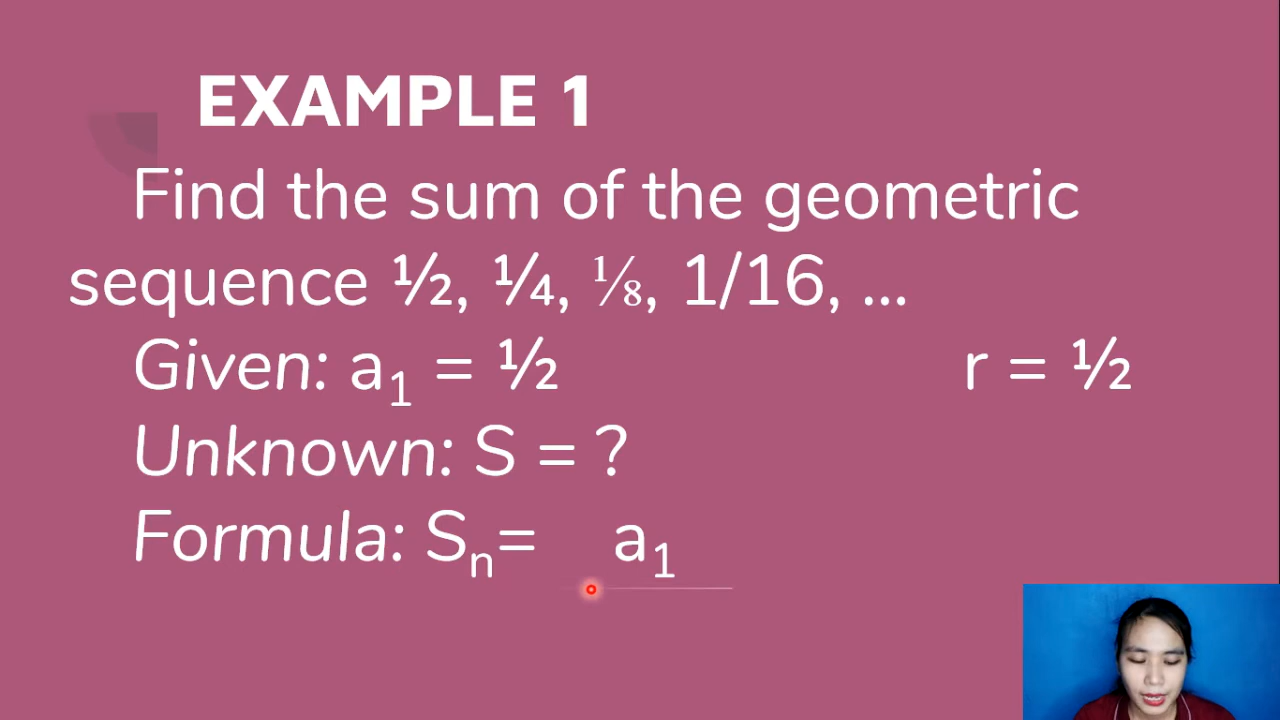 EXAMPLE 1
Find the sum of the geometric
sequence ½, ¼, ⅛, 1/16, ...
Given: a₁ = ½ r = ½
Unknown: S = ?
Formula: Sₙ= a₁